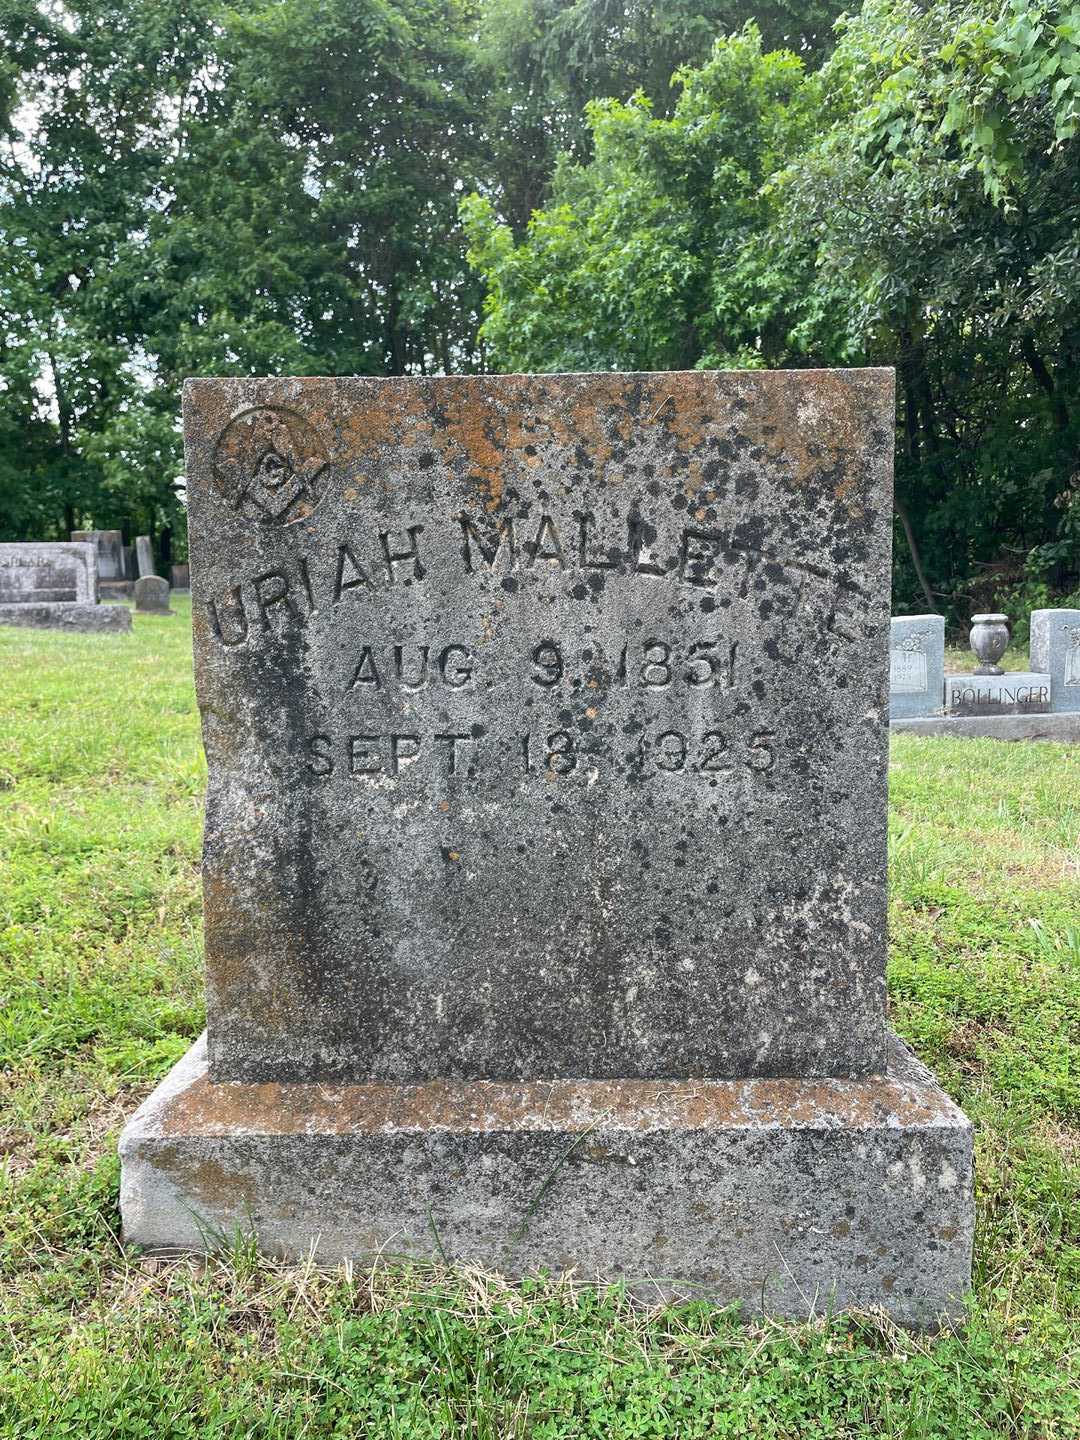 G
URIAH MALLETTE
AUG. 9, 1851
SEPT. 18, 1925
BOLLINGER